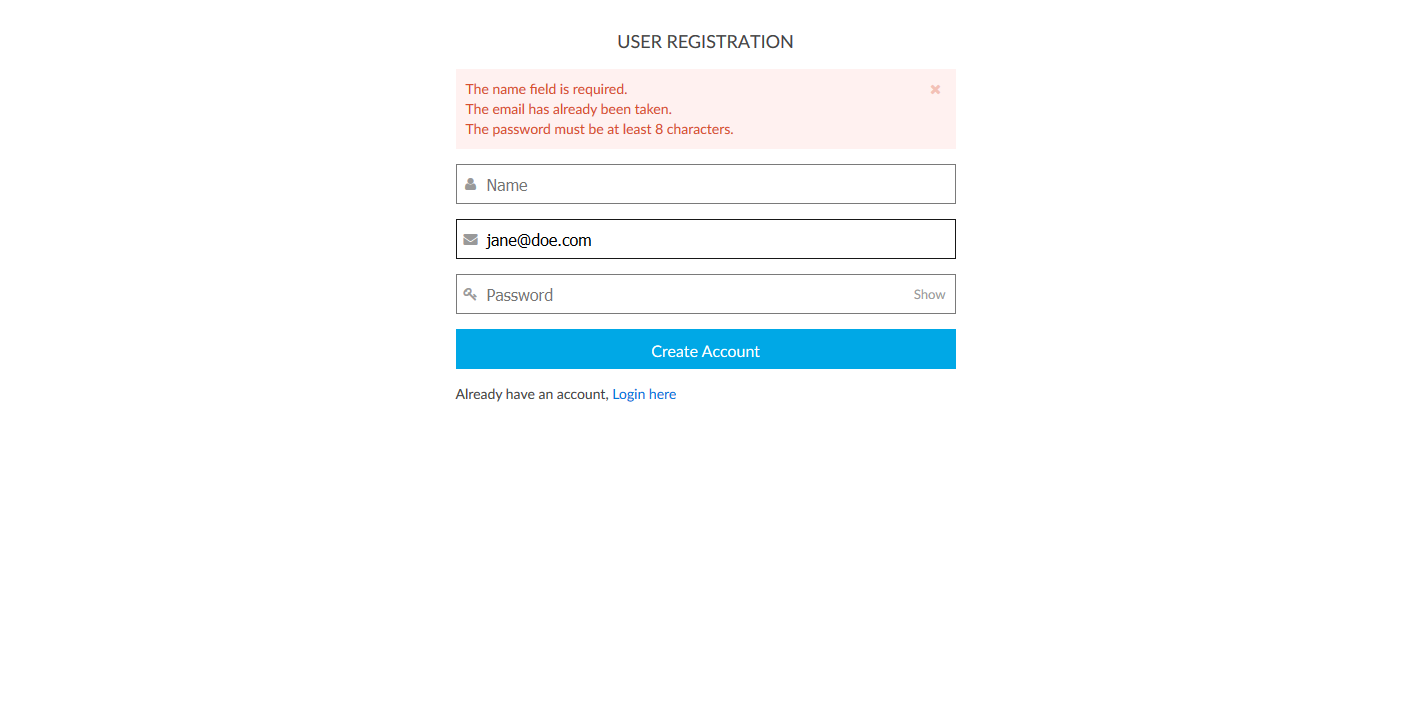 USER REGISTRATION
The name field is required.
The email has already been taken.
The password must be at least 8 characters.
Name
jane@doe.com
Password Show
Create Account
Already have an account, Login here